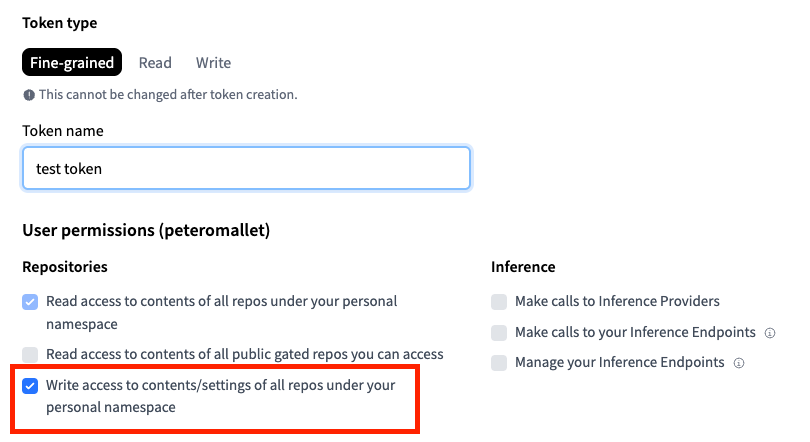 Token type
Fine-grained Read Write
This cannot be changed after token creation.
Token name
test token
User permissions (peteromallet)
Repositories
Read access to contents of all repos under your personal
namespace
Read access to contents of all public gated repos you can access
Write access to contents/settings of all repos under your
personal namespace
Inference
Make calls to Inference Providers
Make calls to your Inference Endpoints
Manage your Inference Endpoints